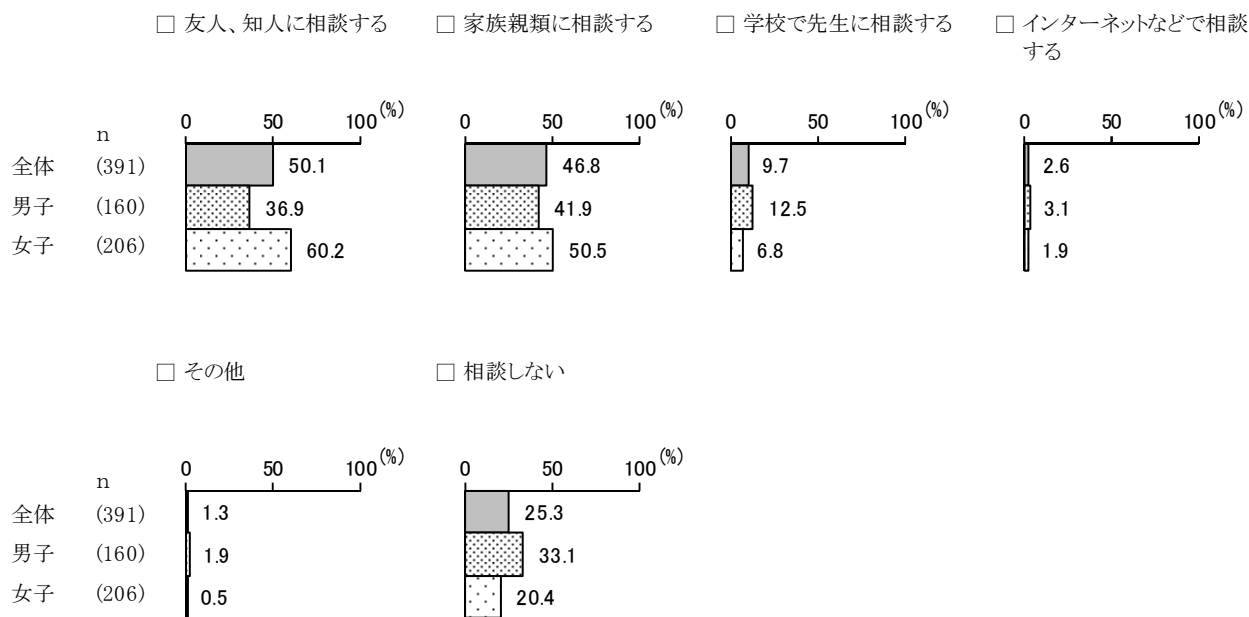 □ 友人、知人に相談する □ 家族親類に相談する □ 学校で先生に相談する □ インターネットなどで相談
する
0 50 100 (%) 0 50 100 (%) 0 50 100 (%) 0 50 100 (%)
n
全体 (391) 50.1 46.8 9.7 2.6
男子 (160) 36.9 41.9 12.5 3.1
女子 (206) 60.2 50.5 6.8 1.9
□ その他 □ 相談しない
0 50 100 (%) 0 50 100 (%)
n
全体 (391) 1.3 25.3
男子 (160) 1.9 33.1
女子 (206) 0.5 20.4